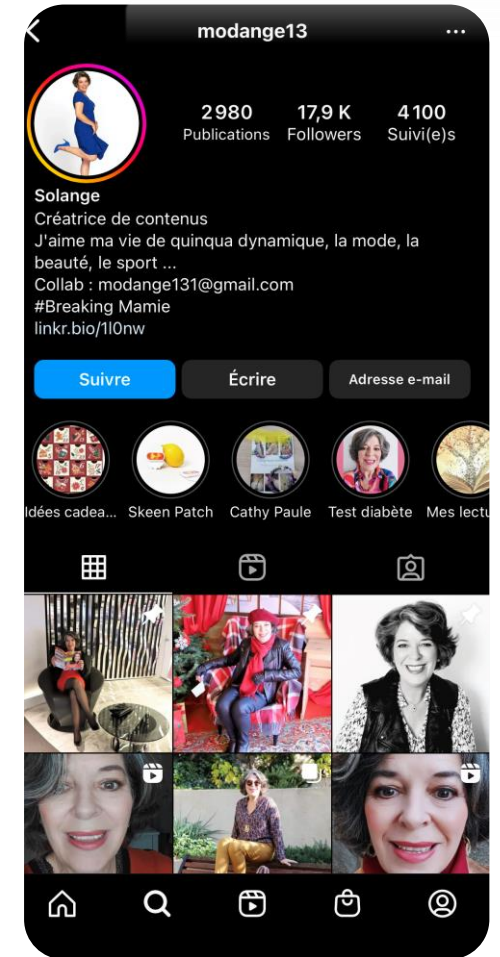 modange13
2980 17,9 K 4100
Publications Followers Suivi(e)s
Solange
Créatrice de contenus
J'aime ma vie de quinqua dynamique, la mode, la
beauté, le sport ...
Collab : modange131@gmail.com
#Breaking Mamie
linkr.bio/1l0nw
Suivre Écrire Adresse e-mail
Idées cadea... Skeen Patch Cathy Paule Test diabète Mes lectu